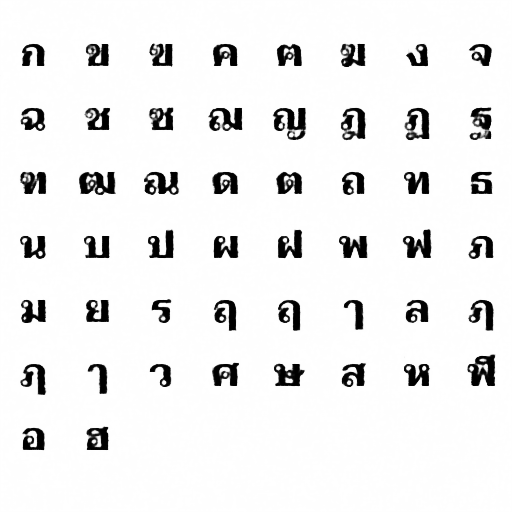 ก ข ฃ ค ฅ ฆ ง จ
ฉ ช ซ ฌ ญ ฎ ฏ ฐ
ฑ ฒ ณ ด ต ถ ท ธ
น บ ป ผ ฝ พ ฟ ภ
ม ย ร ฤ ฤ ๅ ล ฦ
ฦ ๅ ว ศ ษ ส ห ฬ
อ ฮ